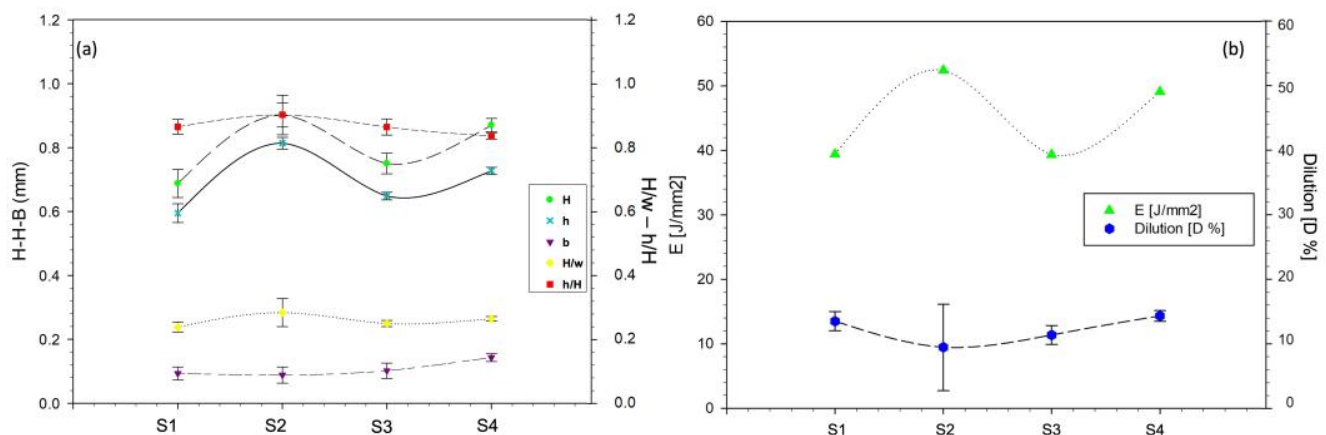 (a)
H-H-B (mm)
1.2
1.0
0.8
0.6
0.4
0.2
0.0
S1 S2 S3 S4
H
h
b
H/w
h/H
1.2
1.0
0.8
0.6
0.4
0.2
0.0
H/w – h/H
(b)
E [J/mm2]
60
50
40
30
20
10
0
S1 S2 S3 S4
E [J/mm2]
Dilution [D %]
60
50
40
30
20
10
0
Dilution [D %]